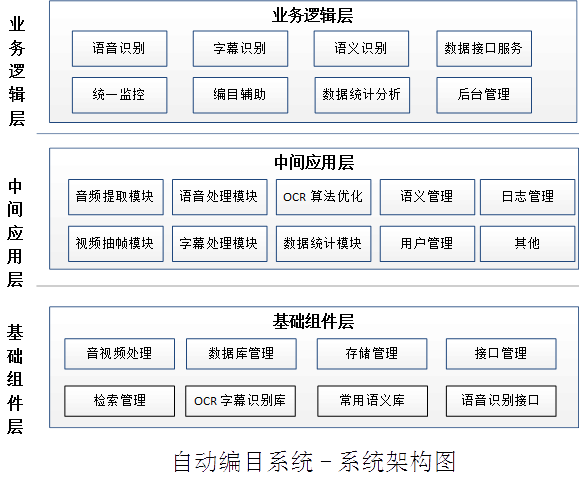 业务逻辑层
业务逻辑层
语音识别 字幕识别 语义识别 数据接口服务
统一监控 编目辅助 数据统计分析 后台管理
中间应用层
中间应用层
音频提取模块 语音处理模块 OCR 算法优化 语义管理 日志管理
视频抽帧模块 字幕处理模块 数据统计模块 用户管理 其他
基础组件层
基础组件层
音视频处理 数据库管理 存储管理 接口管理
检索管理 OCR 字幕识别库 常用语义库 语音识别接口
自动编目系统－系统架构图